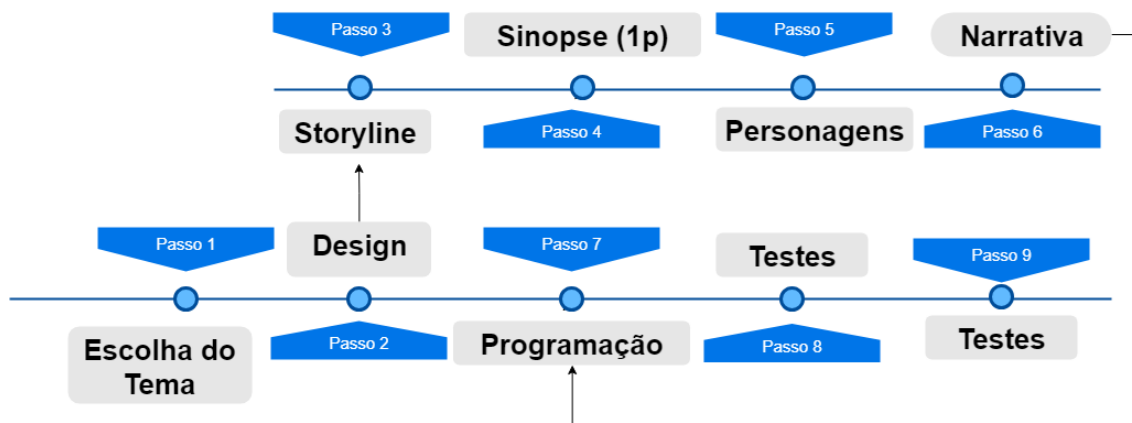 Passo 3
Sinopse (1p)
Passo 5
Narrativa
Storyline
Passo 4
Personagens
Passo 6
Passo 1
Design
Passo 7
Testes
Passo 9
Escolha do
Tema
Passo 2
Programação
Passo 8
Testes